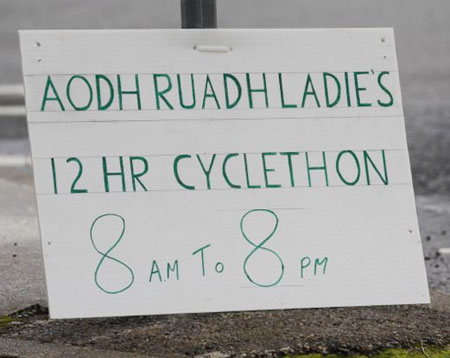 AODH RUADH LADIE'S
12 HR CYCLETHON
8 AM To 8 PM